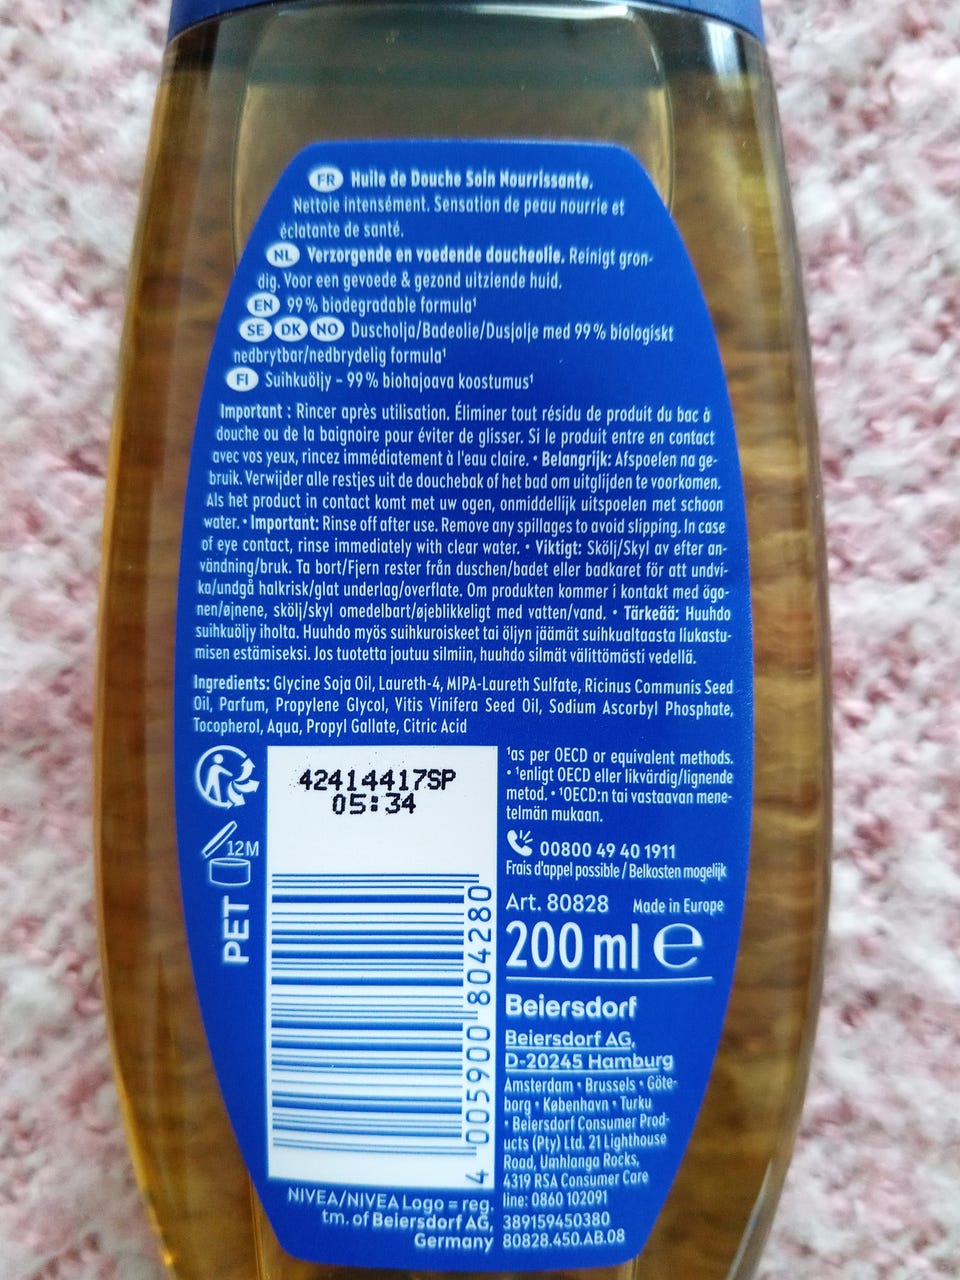 FR Huile de Douche Soin Nourrissante.
Nettoie intensément. Sensation de peau nourrie et
éclatante de santé.
NL Verzorgende en voedende doucheolie. Reinigt gron-
dig. Voor een gevoede & gezond uitziende huid.
EN 99% biodegradable formula¹
SE DK NO Duscholja/Badeolie/Dusjolje med 99% biologiskt
nedbrytbar/nedbrydelig formula¹
FI Suihkuöljy – 99% biohajoava koostumus¹
Important : Rincer après utilisation. Éliminer tout résidu de produit du bac à
douche ou de la baignoire pour éviter de glisser. Si le produit entre en contact
avec vos yeux, rincez immédiatement à l'eau claire. • Belangrijk: Afspoelen na ge-
bruik. Verwijder alle restjes uit de douchebak of het bad om uitglijden te voorkomen.
Als het product in contact komt met uw ogen, onmiddellijk uitspoelen met schoon
water. • Important: Rinse off after use. Remove any spillages to avoid slipping. In case
of eye contact, rinse immediately with clear water. • Viktigt: Skölj/Skyl av efter an-
vändning/bruk. Ta bort/Fjern rester från duschen/badet eller badkaret för att undvi-
ka/undgå halkrisk/glat underlag/overflate. Om produkten kommer i kontakt med ögo-
nen/øjnene, skölj/skyl omedelbart/øjeblikkeligt med vatten/vand. • Tärkeää: Huuhdo
suihkuöljy iholta. Huuhdo myös suihkuroiskeet tai öljyn jäämät suihkualtaasta llukastu-
misen estämiseksi. Jos tuotetta joutuu silmiin, huuhdo silmät välittömästi vedellä.
Ingredients: Glycine Soja Oil, Laureth-4, MIPA-Laureth Sulfate, Ricinus Communis Seed
Oil, Parfum, Propylene Glycol, Vitis Vinifera Seed Oil, Sodium Ascorbyl Phosphate,
Tocopherol, Aqua, Propyl Gallate, Citric Acid
42414417SP
05:34
12M
PET
4 005900 804280
¹as per OECD or equivalent methods.
• ¹enligt OECD eller likvärdig/lignende
metod. • ¹OECD:n tai vastaavan mene-
telmän mukaan.
00800 49 40 1911
Frais d'appel possible / Belkosten mogelijk
Art. 80828 Made in Europe
200 ml e
Beiersdorf
Beiersdorf AG,
D-20245 Hamburg
Amsterdam • Brussels • Göte-
borg • København • Turku
• Beiersdorf Consumer Prod-
ucts (Pty) Ltd. 21 Lighthouse
Road, Umhlanga Rocks,
4319 RSA Consumer Care
line: 0860 102091
389159450380
80828.450.AB.08
NIVEA/NIVEA Logo = reg.
tm. of Beiersdorf AG,
Germany